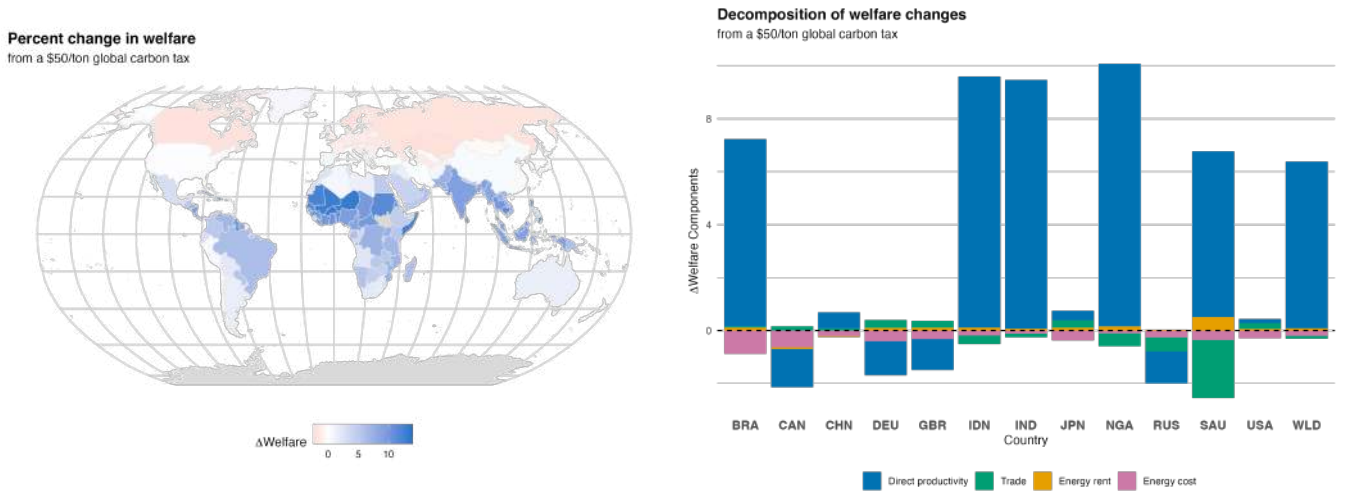 Percent change in welfare
from a $50/ton global carbon tax
ΔWelfare
0 5 10
Decomposition of welfare changes
from a $50/ton global carbon tax
ΔWelfare Components
8
4
0
BRA CAN CHN DEU GBR IDN IND JPN NGA RUS SAU USA WLD
Country
Direct productivity Trade Energy rent Energy cost